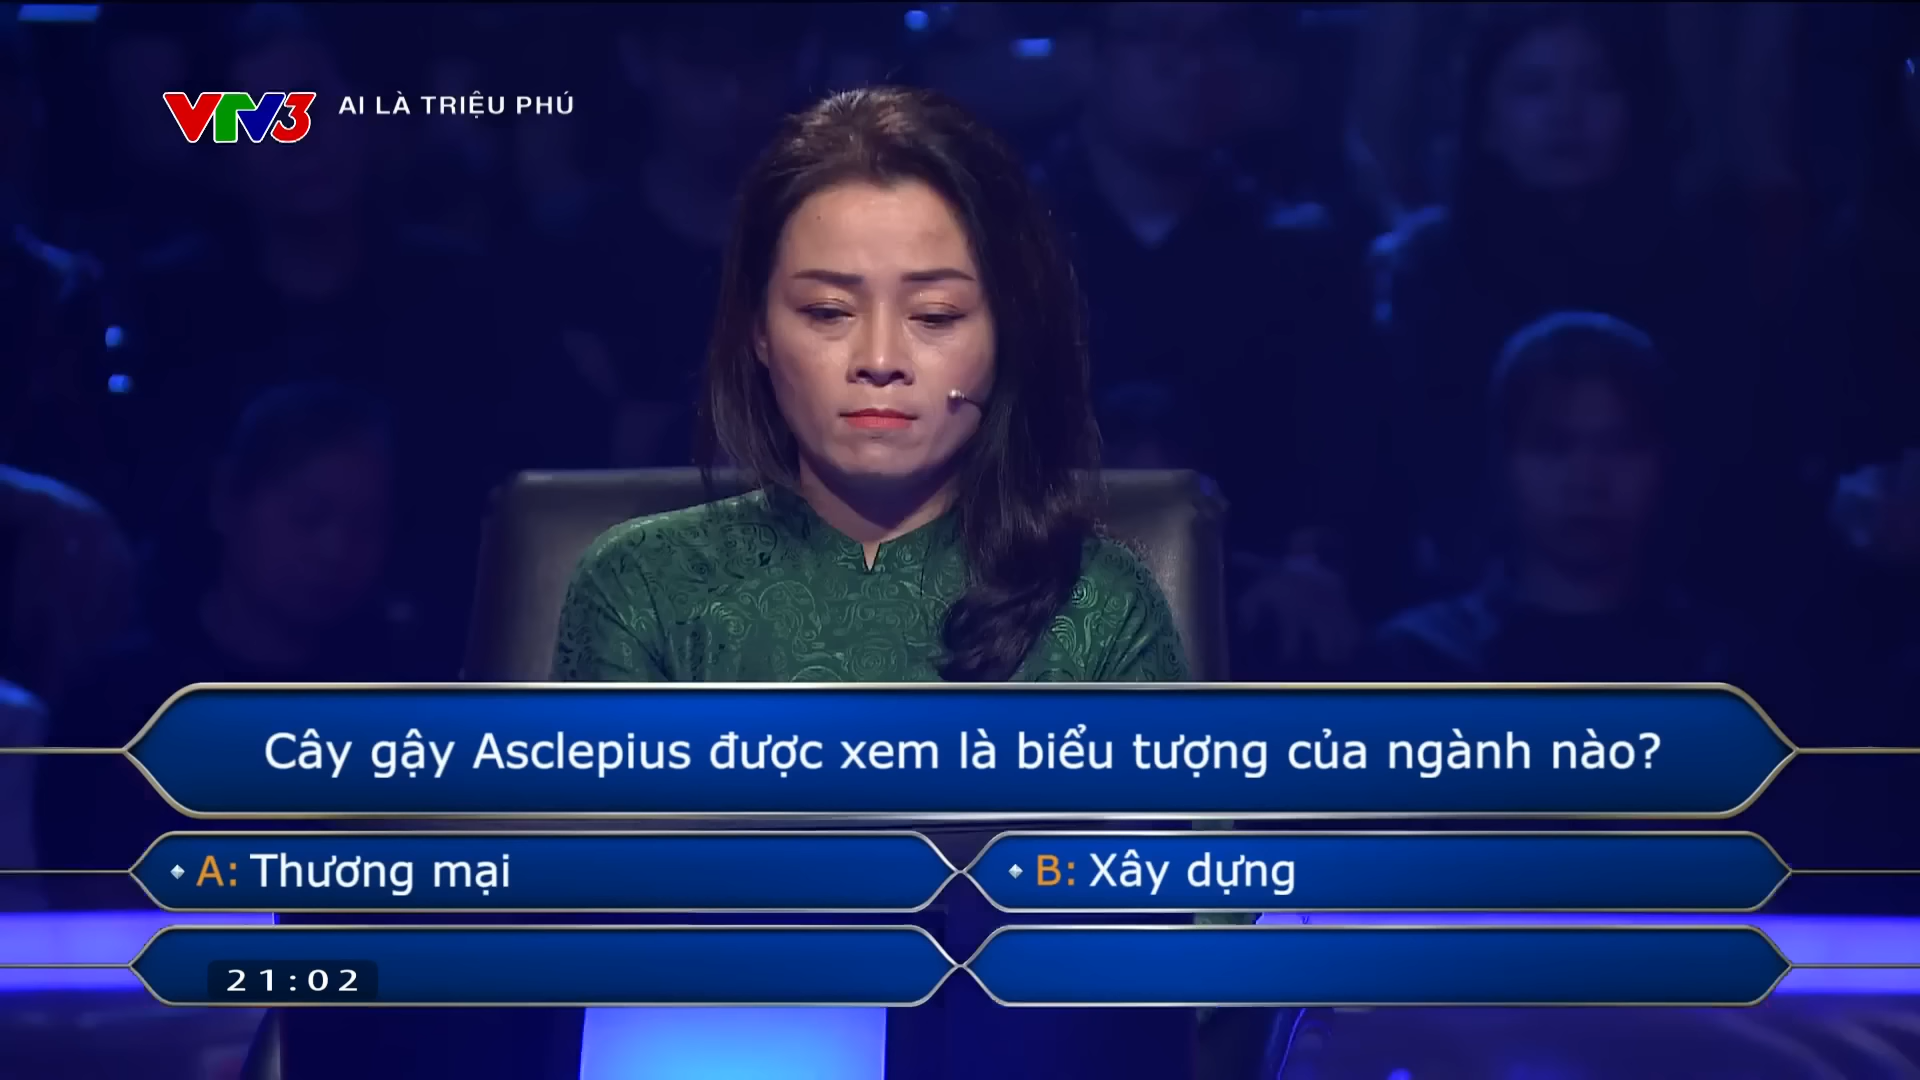 VTV3 AI LÀ TRIỆU PHÚ
Cây gậy Asclepius được xem là biểu tượng của ngành nào?
A: Thương mại
B: Xây dựng
21:02